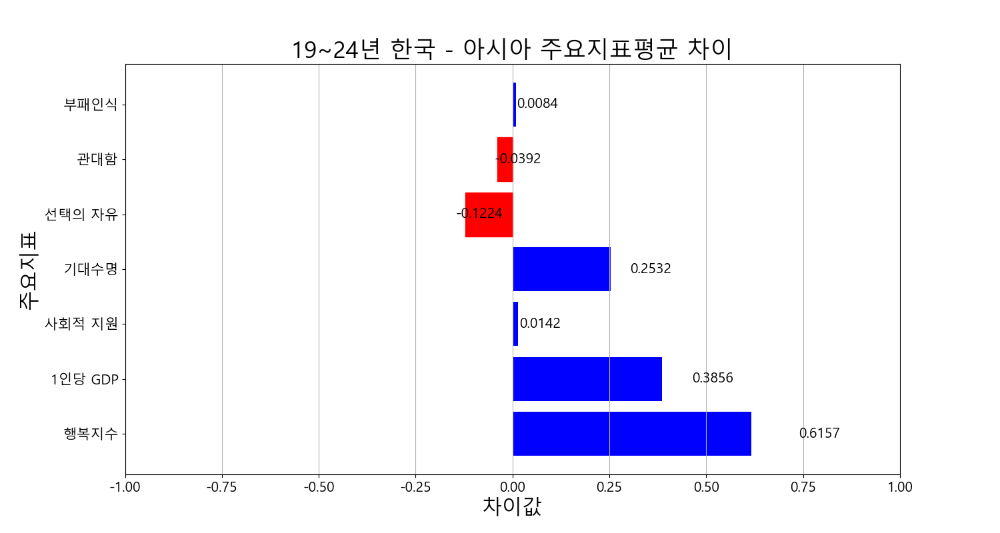 19~24년 한국 - 아시아 주요지표평균 차이
주요지표
부패인식
0.0084
관대함
-0.0392
선택의 자유
-0.1224
기대수명
0.2532
사회적 지원
0.0142
1인당 GDP
0.3856
행복지수
0.6157
-1.00
-0.75
-0.50
-0.25
0.00
0.25
0.50
0.75
1.00
차이값